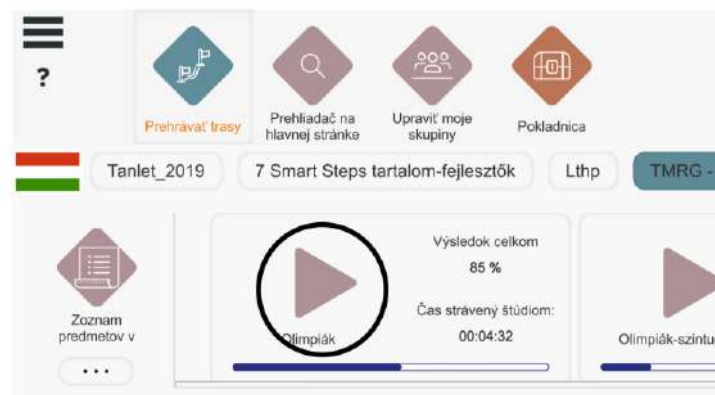 ?
Prehrávať trasy
Prehliadač na
hlavnej stránke
Upraviť moje
skupiny
Pokladnica
Tanlet_2019
7 Smart Steps tartalom-fejlesztők
Lthp
TMRG -
Zoznam
predmetov v
...
Olimpiák
Výsledok celkom
85 %
Čas strávený štúdiom:
00:04:32
Olimpiák-szintu